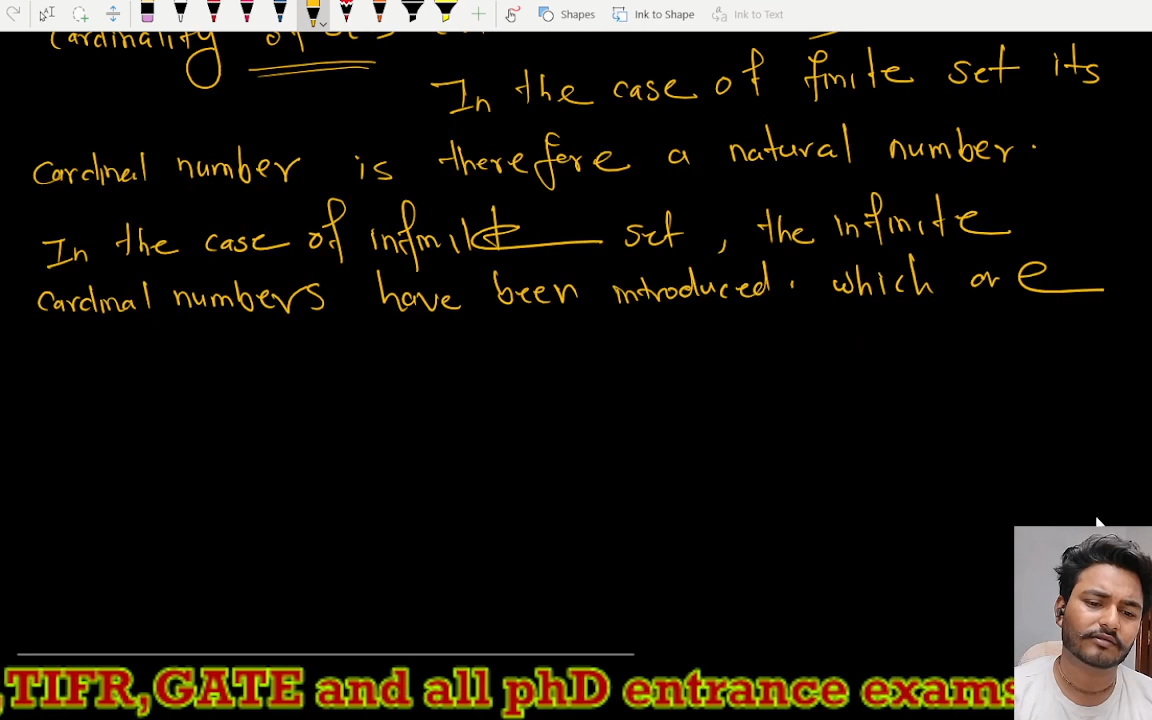 Shapes Ink to Shape Ink to Text
Cardinality of
In the case of finite set its
cardinal number is therefore a natural number.
In the case of infinite set, the infinite
cardinal numbers have been introduced. which are
,TIFR,GATE and all phD entrance exams